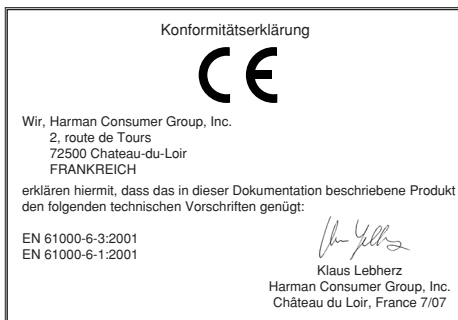 Konformitätserklärung
CE
Wir, Harman Consumer Group, Inc.
2, route de Tours
72500 Chateau-du-Loir
FRANKREICH
erklären hiermit, dass das in dieser Dokumentation beschriebene Produkt
den folgenden technischen Vorschriften genügt:
EN 61000-6-3:2001
EN 61000-6-1:2001
Klaus Lebherz
Harman Consumer Group, Inc.
Château du Loir, France 7/07